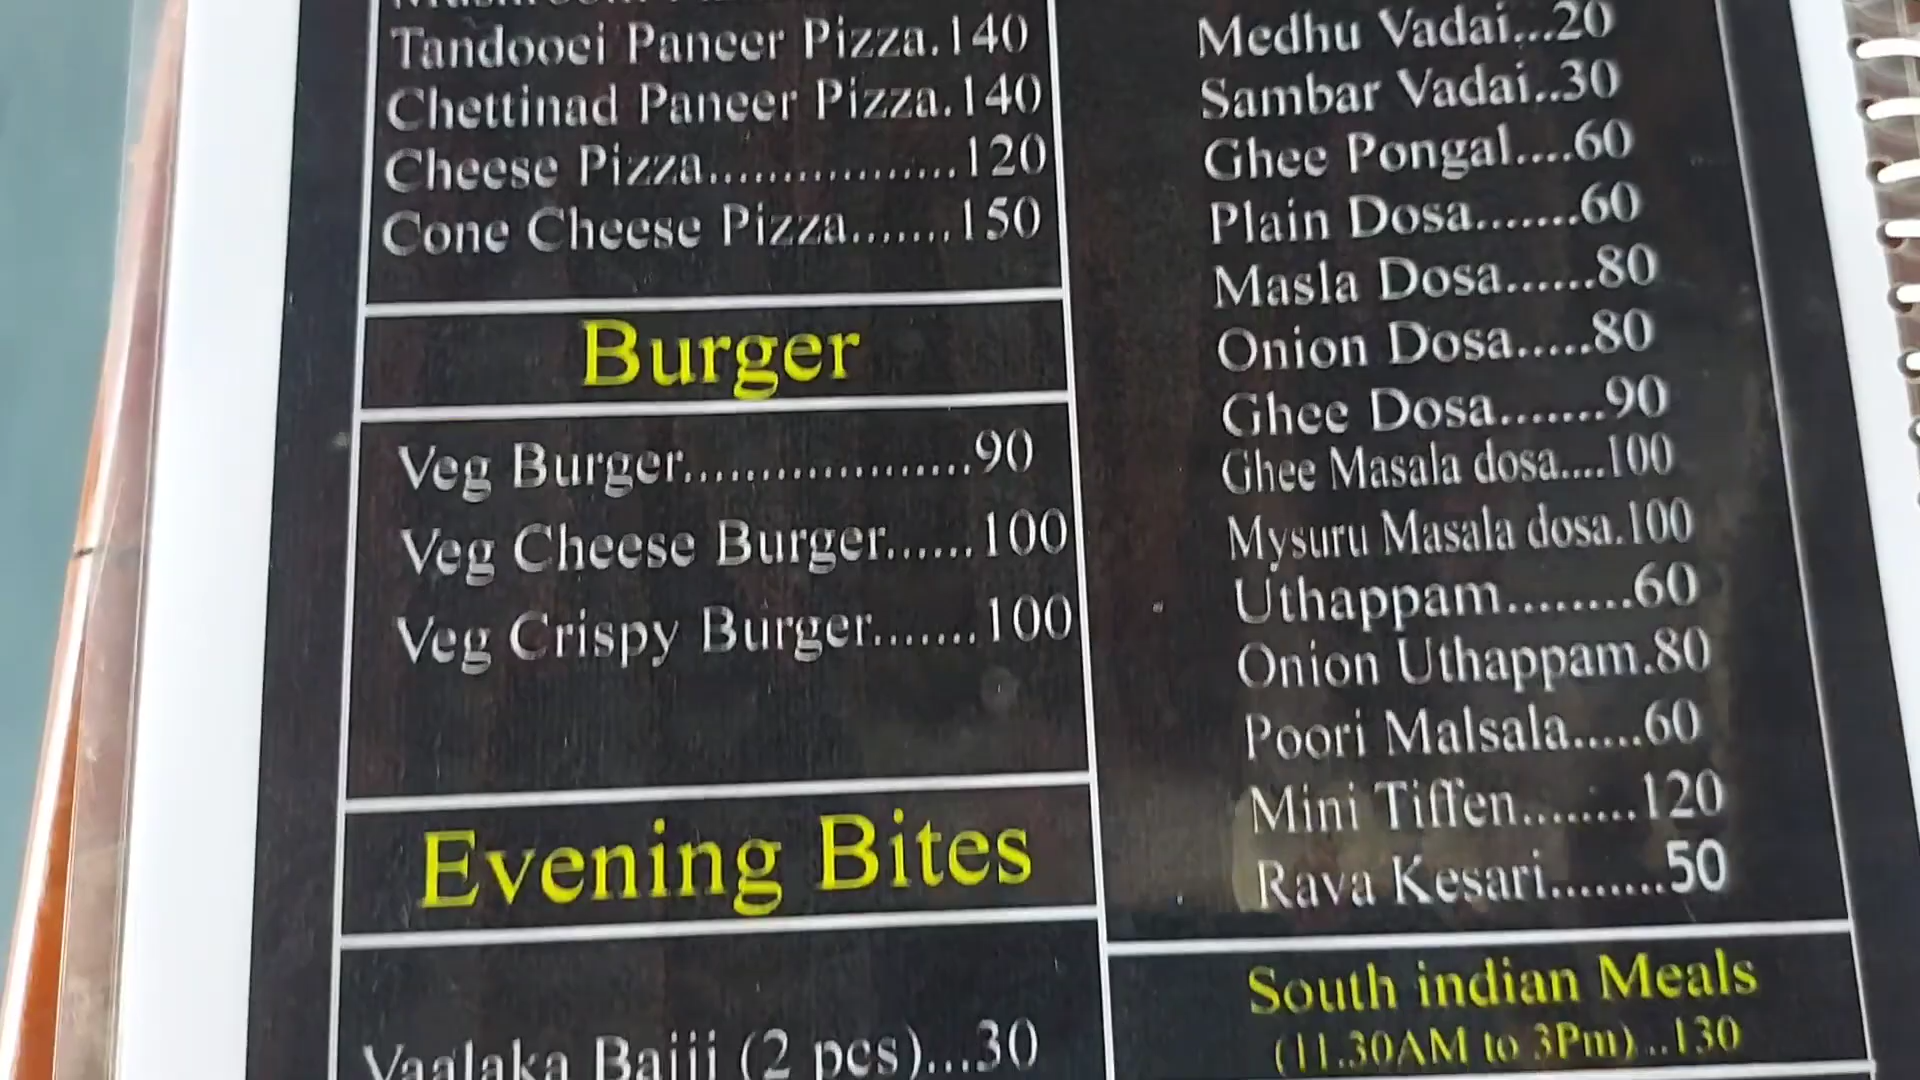 Tandooei Paneer Pizza.140
Chettinad Paneer Pizza.140
Cheese Pizza.................120
Cone Cheese Pizza.......150
Burger
Veg Burger...................90
Veg Cheese Burger......100
Veg Crispy Burger.......100
Evening Bites
Vaalaka Bajji (2 pcs)...30
Medhu Vadai...20
Sambar Vadai..30
Ghee Pongal....60
Plain Dosa.......60
Masla Dosa......80
Onion Dosa.....80
Ghee Dosa.......90
Ghee Masala dosa....100
Mysuru Masala dosa.100
Uthappam........60
Onion Uthappam.80
Poori Malsala.....60
Mini Tiffen........120
Rava Kesari........50
South indian Meals
(11.30AM to 3Pm)...130